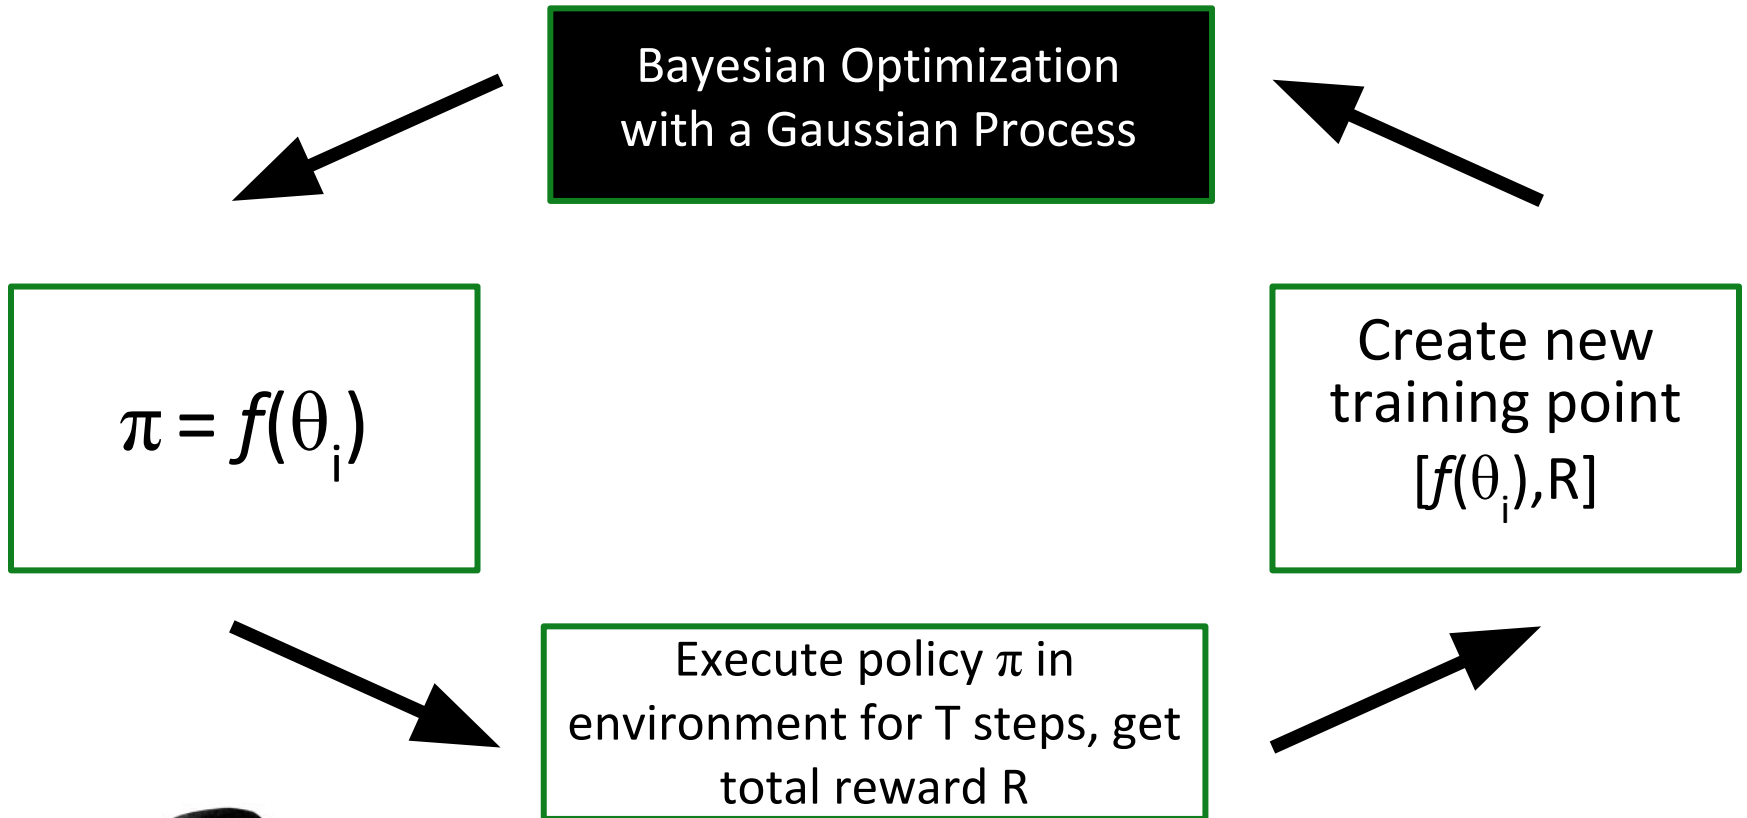 Bayesian Optimization
with a Gaussian Process
π = f(θᵢ)
Create new
training point
[f(θᵢ),R]
Execute policy π in
environment for T steps, get
total reward R